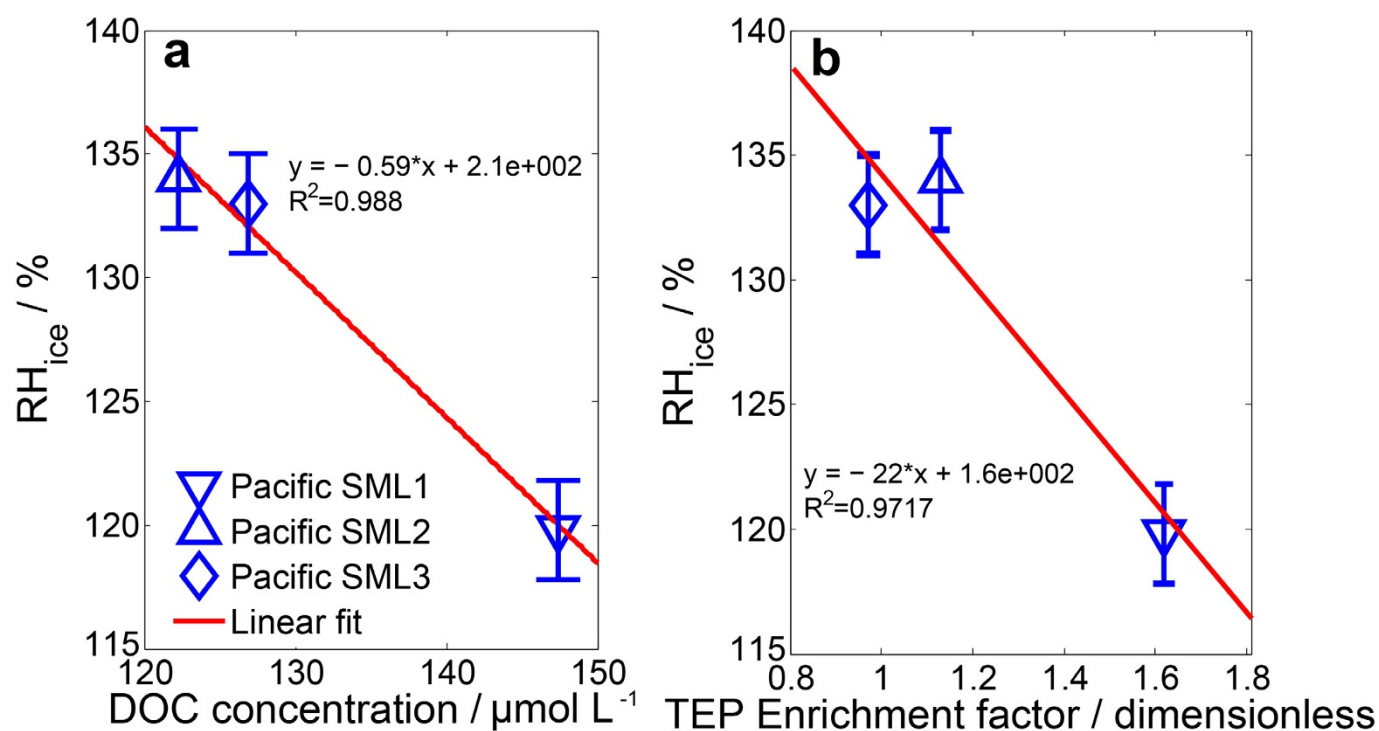 a
140
135
130
125
120
115
RH_ice / %
y = − 0.59*x + 2.1e+002
R²=0.988
Pacific SML1
Pacific SML2
Pacific SML3
Linear fit
120 130 140 150
DOC concentration / µmol L⁻¹
b
140
135
130
125
120
115
RH_ice / %
y = − 22*x + 1.6e+002
R²=0.9717
0.8 1 1.2 1.4 1.6 1.8
TEP Enrichment factor / dimensionless